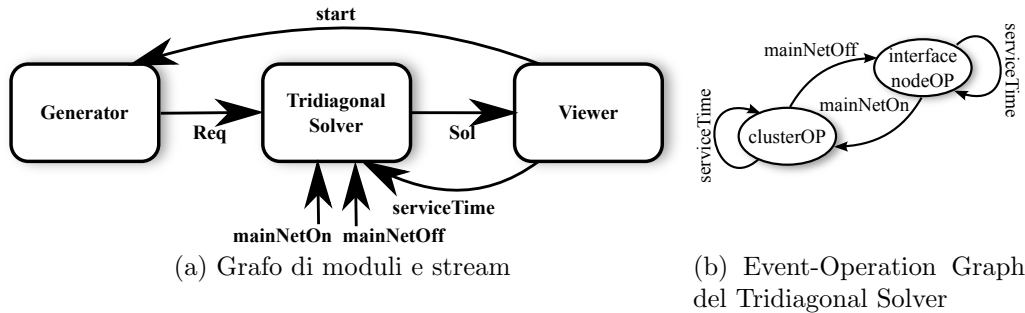 start
Generator
Req
Tridiagonal
Solver
Sol
Viewer
serviceTime
mainNetOn mainNetOff
(a) Grafo di moduli e stream
mainNetOff
interface
nodeOP
serviceTime
mainNetOn
serviceTime
clusterOP
(b) Event-Operation Graph
del Tridiagonal Solver